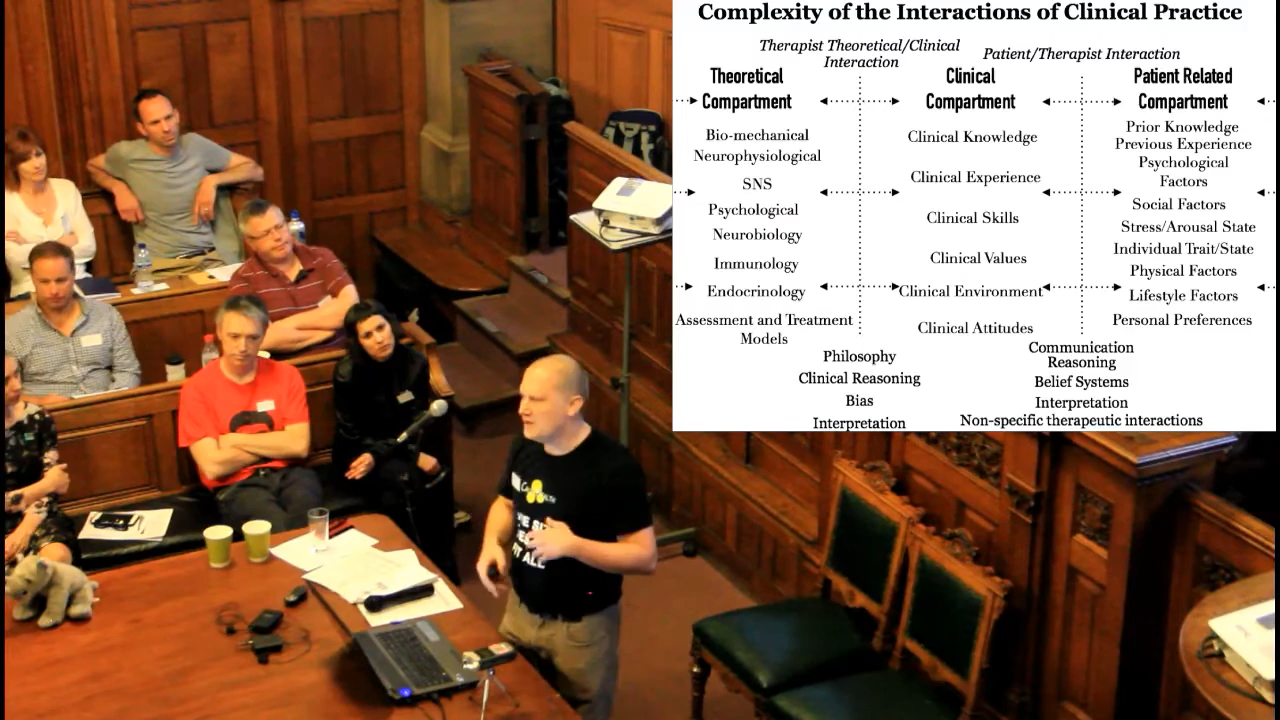 Complexity of the Interactions of Clinical Practice
Therapist Theoretical/Clinical
Interaction
Patient/Therapist Interaction
Theoretical
Compartment
Clinical
Compartment
Patient Related
Compartment
Bio-mechanical
Neurophysiological
SNS
Psychological
Neurobiology
Immunology
Endocrinology
Assessment and Treatment
Models
Clinical Knowledge
Clinical Experience
Clinical Skills
Clinical Values
Clinical Environment
Clinical Attitudes
Prior Knowledge
Previous Experience
Psychological
Factors
Social Factors
Stress/Arousal State
Individual Trait/State
Physical Factors
Lifestyle Factors
Personal Preferences
Philosophy
Clinical Reasoning
Bias
Interpretation
Communication
Reasoning
Belief Systems
Interpretation
Non-specific therapeutic interactions
ALL